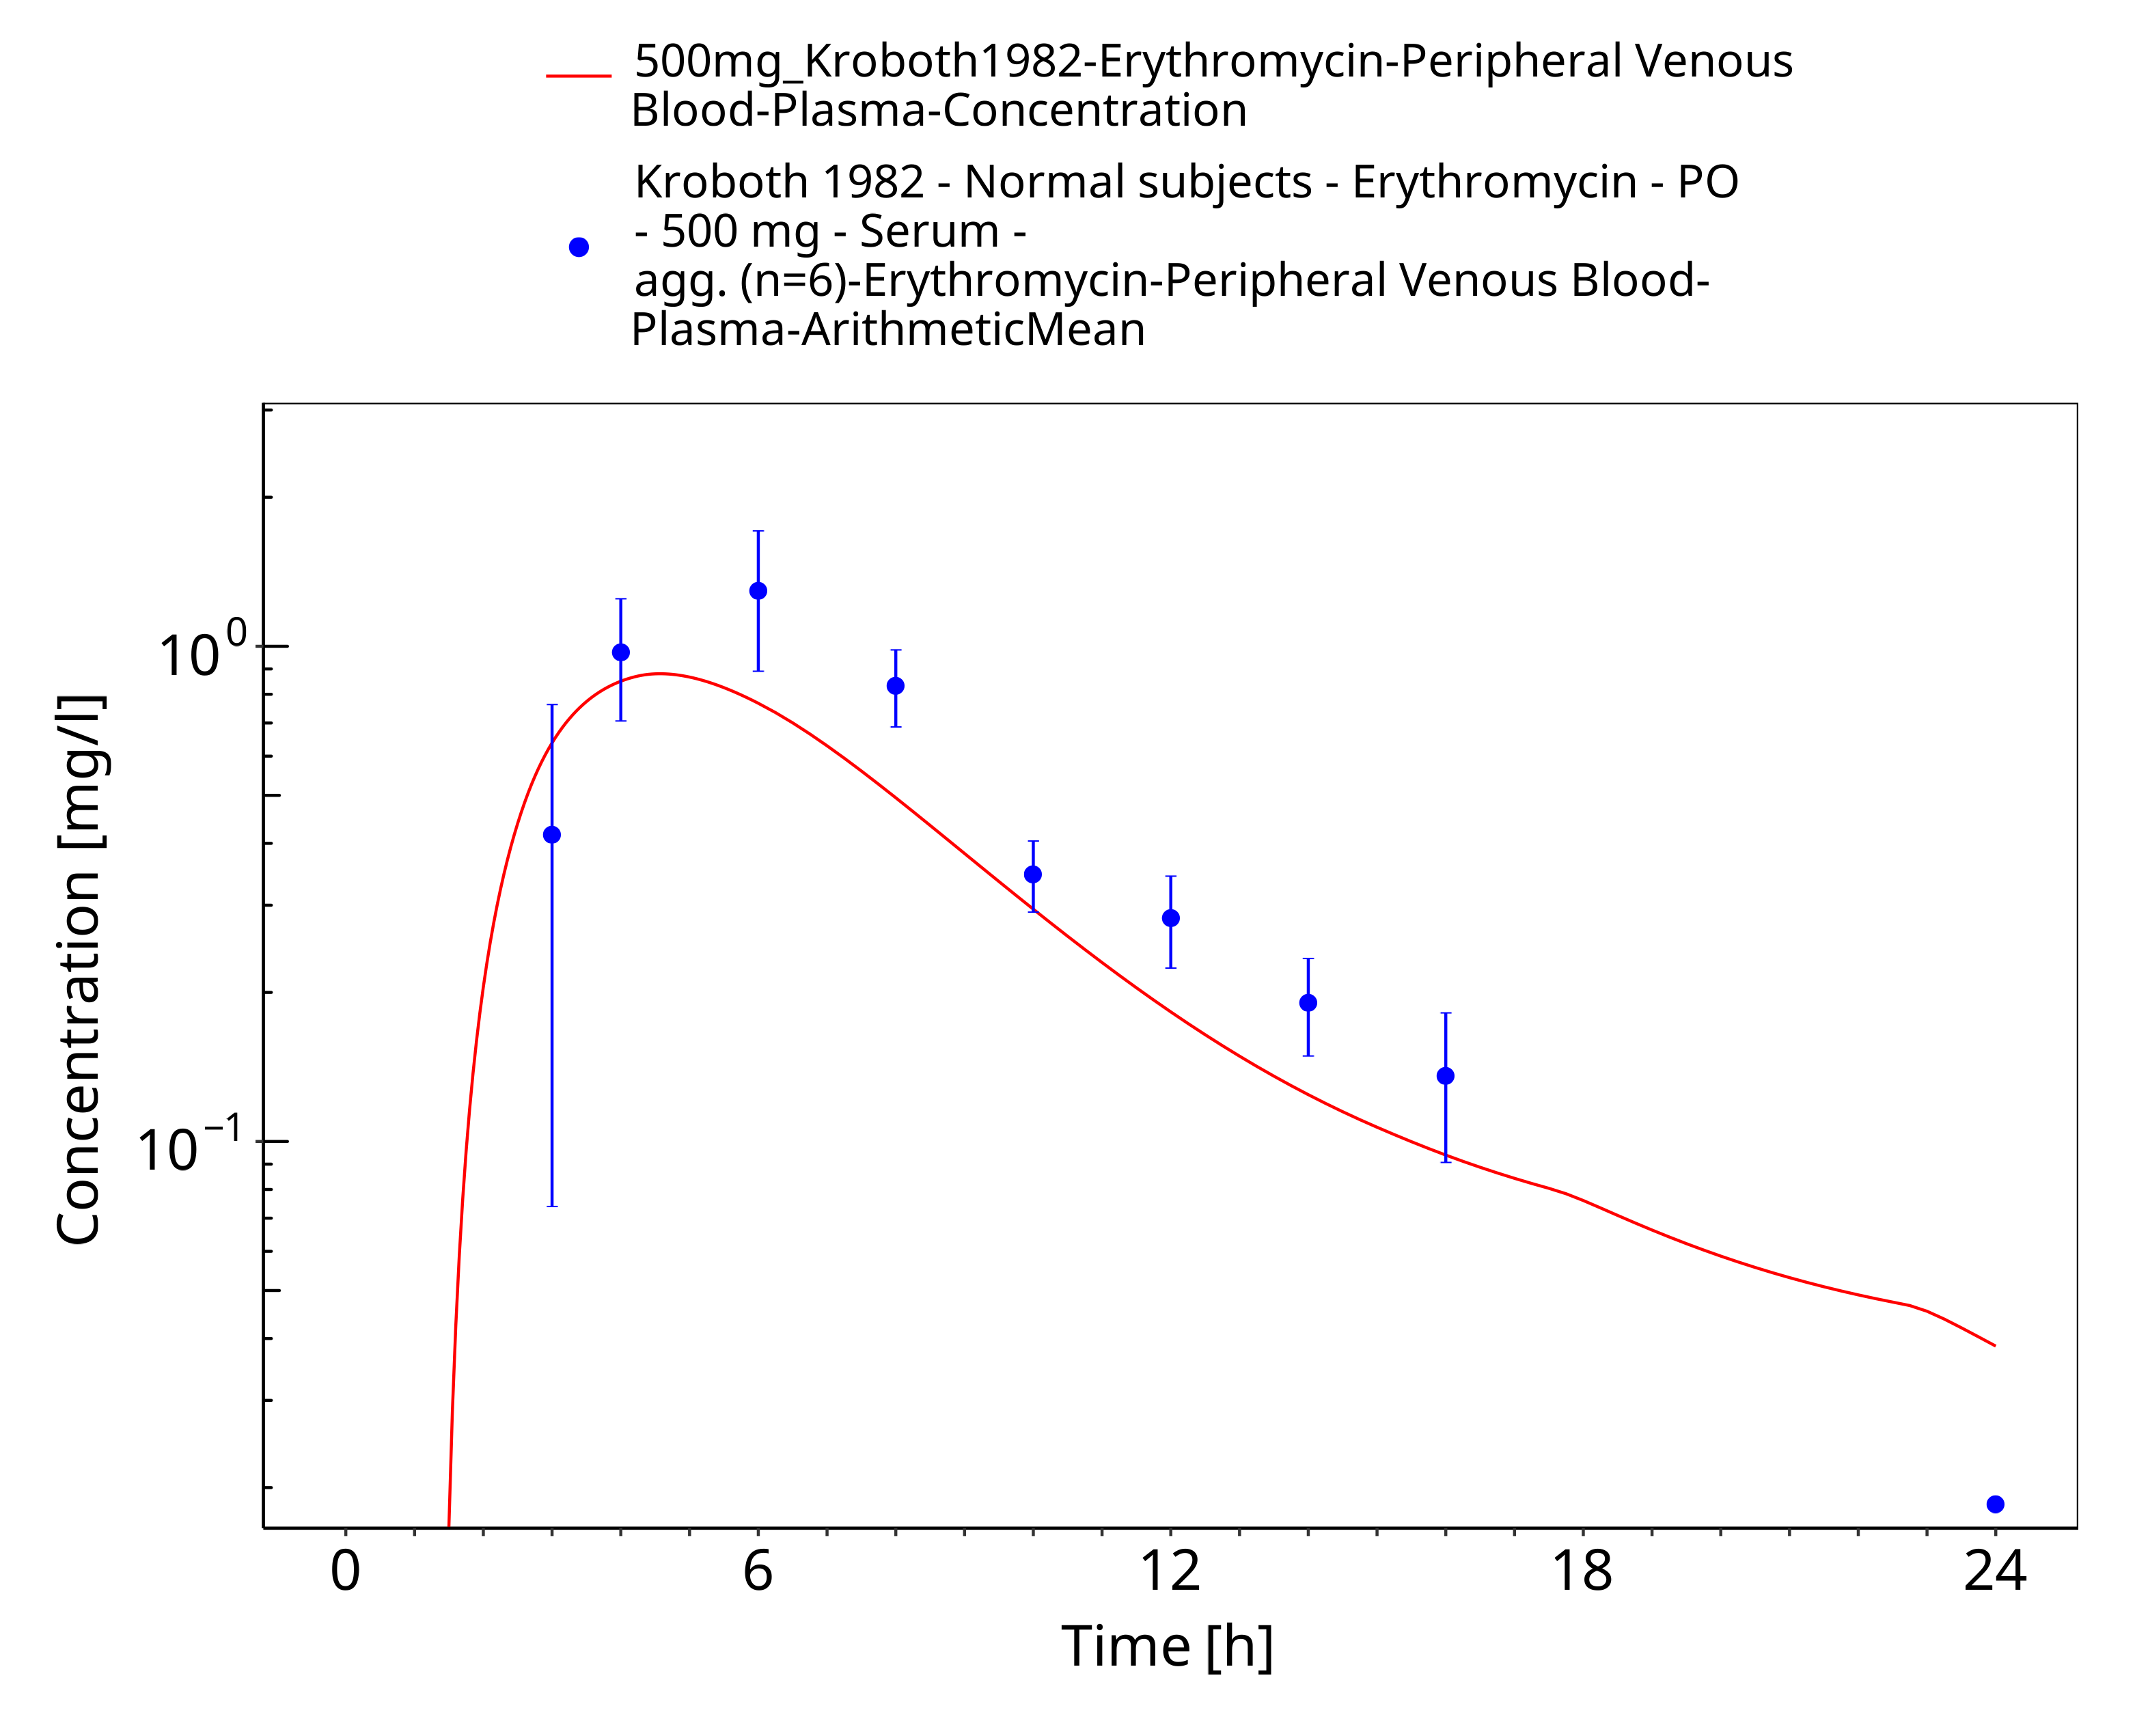 500mg_Kroboth1982-Erythromycin-Peripheral Venous
Blood-Plasma-Concentration
Kroboth 1982 - Normal subjects - Erythromycin - PO
- 500 mg - Serum -
agg. (n=6)-Erythromycin-Peripheral Venous Blood-
Plasma-ArithmeticMean
Concentration [mg/l]
10⁰
10⁻¹
0 6 12 18 24
Time [h]